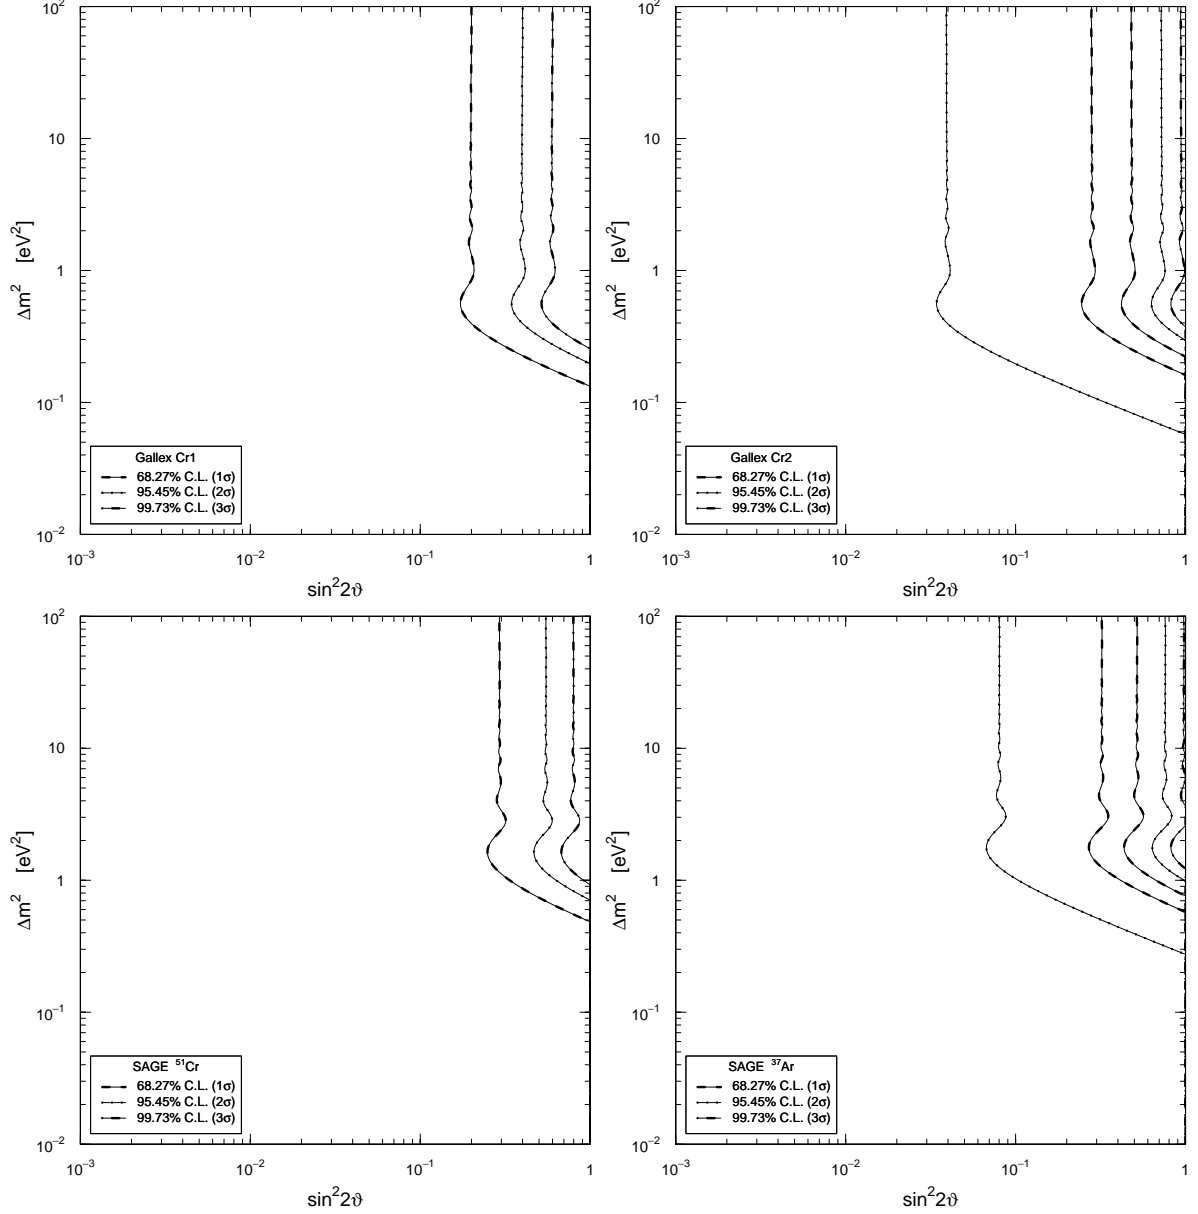 10² 10²
10 10
1 1
10⁻¹ 10⁻¹
10⁻² 10⁻²
Δm² [eV²] Δm² [eV²]
Gallex Cr1
68.27% C.L. (1σ)
95.45% C.L. (2σ)
99.73% C.L. (3σ)
Gallex Cr2
68.27% C.L. (1σ)
95.45% C.L. (2σ)
99.73% C.L. (3σ)
10⁻³ 10⁻² 10⁻¹ 1 10⁻³ 10⁻² 10⁻¹ 1
sin²2ϑ sin²2ϑ
10² 10²
10 10
1 1
10⁻¹ 10⁻¹
10⁻² 10⁻²
Δm² [eV²] Δm² [eV²]
SAGE ⁵¹Cr
68.27% C.L. (1σ)
95.45% C.L. (2σ)
99.73% C.L. (3σ)
SAGE ³⁷Ar
68.27% C.L. (1σ)
95.45% C.L. (2σ)
99.73% C.L. (3σ)
10⁻³ 10⁻² 10⁻¹ 1 10⁻³ 10⁻² 10⁻¹ 1
sin²2ϑ sin²2ϑ